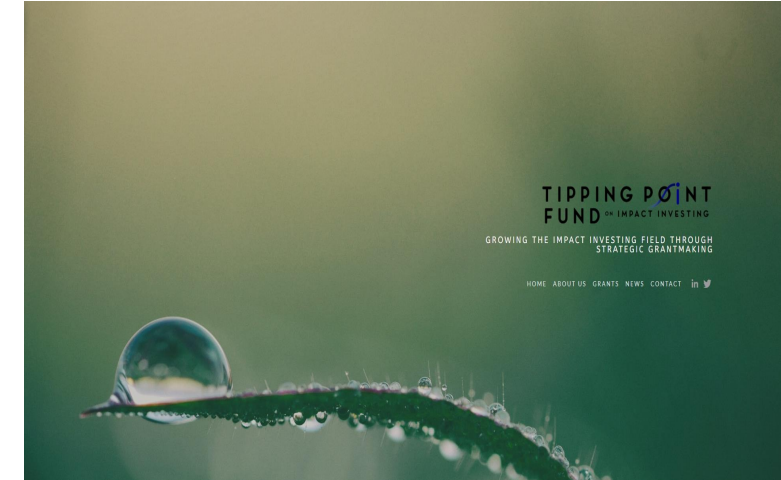 TIPPING POINT
FUND ON IMPACT INVESTING
GROWING THE IMPACT INVESTING FIELD THROUGH
STRATEGIC GRANTMAKING
HOME ABOUT US GRANTS NEWS CONTACT in